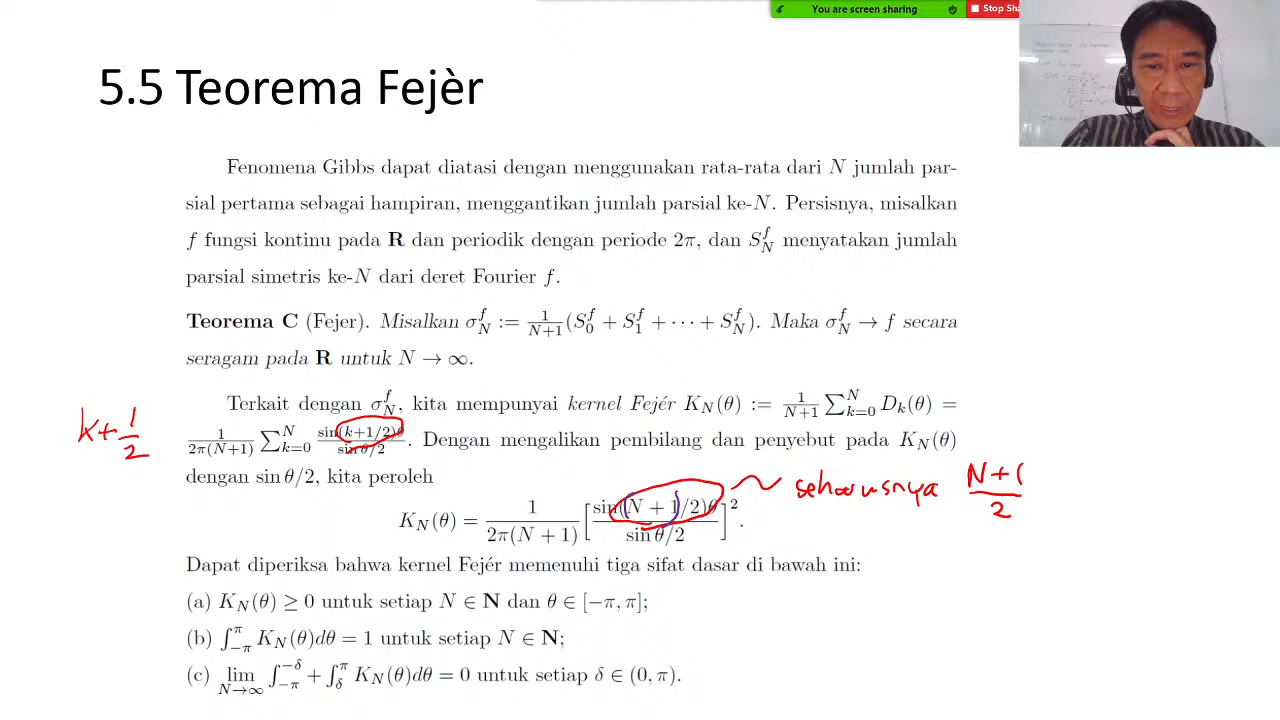 You are screen sharing
Stop Sha
5.5 Teorema Fejèr
Fenomena Gibbs dapat diatasi dengan menggunakan rata-rata dari N jumlah par-
sial pertama sebagai hampiran, menggantikan jumlah parsial ke-N. Persisnya, misalkan
f fungsi kontinu pada R dan periodik dengan periode 2π, dan S_N^f menyatakan jumlah
parsial simetris ke-N dari deret Fourier f.
Teorema C (Fejer). Misalkan σ_N^f := 1/(N+1) (S_0^f + S_1^f + ⋯ + S_N^f). Maka σ_N^f → f secara
seragam pada R untuk N → ∞.
Terkait dengan σ_N^f, kita mempunyai kernel Fejér K_N(θ) := 1/(N+1) ∑_{k=0}^N D_k(θ) =
k+1/2
1/(2π(N+1)) ∑_{k=0}^N sin(k+1/2)θ / sin θ/2. Dengan mengalikan pembilang dan penyebut pada K_N(θ)
dengan sin θ/2, kita peroleh
seharusnya (N+1)/2
K_N(θ) = 1/(2π(N + 1)) [sin(N + 1/2)θ / sin θ/2]^2.
Dapat diperiksa bahwa kernel Fejér memenuhi tiga sifat dasar di bawah ini:
(a) K_N(θ) ≥ 0 untuk setiap N ∈ N dan θ ∈ [−π, π];
(b) ∫_{−π}^π K_N(θ)dθ = 1 untuk setiap N ∈ N;
(c) lim_{N→∞} ∫_{−π}^{−δ} + ∫_δ^π K_N(θ)dθ = 0 untuk setiap δ ∈ (0, π).